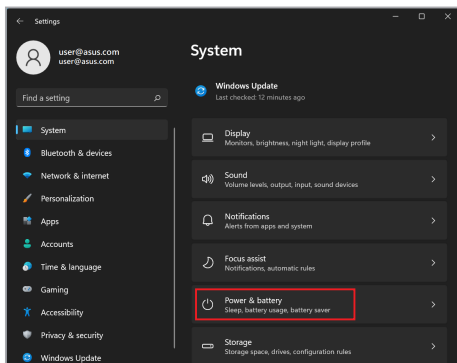 Settings
user@asus.com
user@asus.com
Find a setting
System
Bluetooth & devices
Network & internet
Personalization
Apps
Accounts
Time & language
Gaming
Accessibility
Privacy & security
Windows Update
System
Windows Update
Last checked: 12 minutes ago
Display
Monitors, brightness, night light, display profile
Sound
Volume levels, output, input, sound devices
Notifications
Alerts from apps and system
Focus assist
Notifications, automatic rules
Power & battery
Sleep, battery usage, battery saver
Storage
Storage space, drives, configuration rules